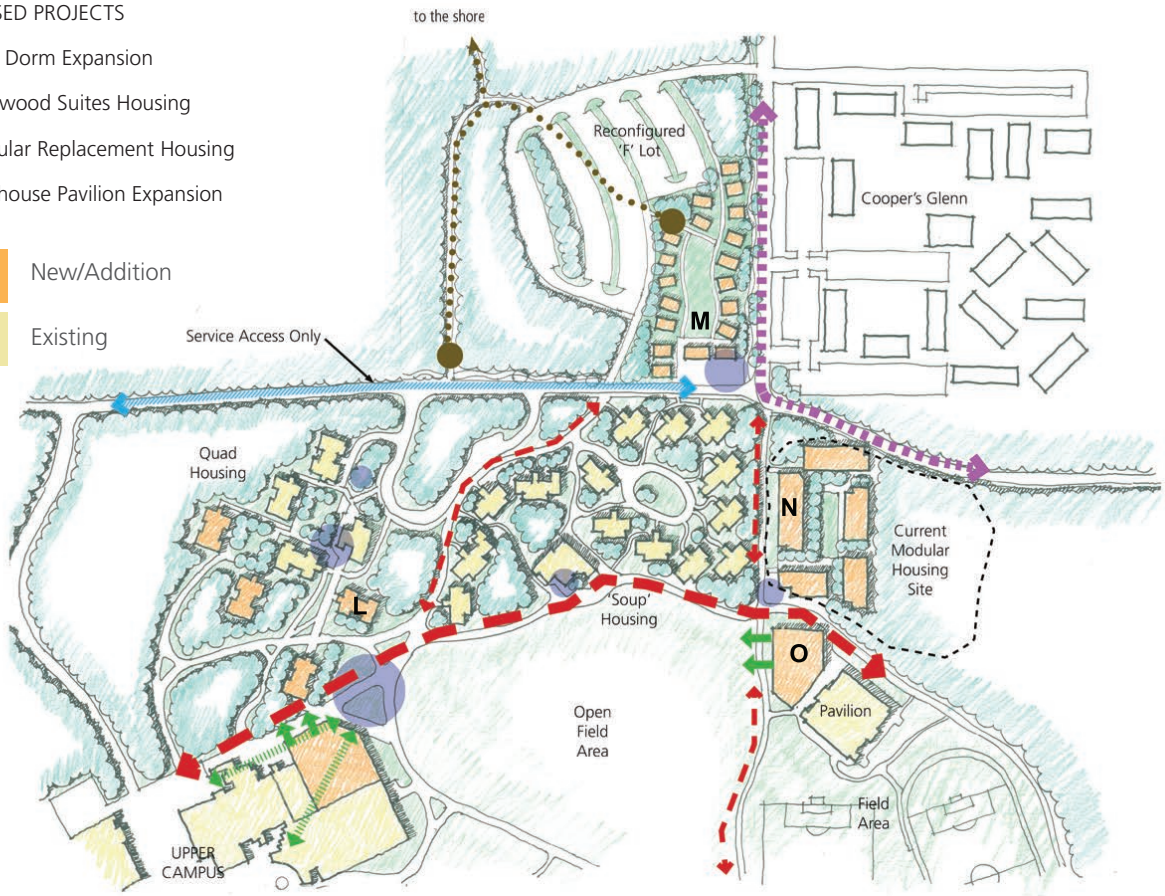 to the shore
SED PROJECTS
Dorm Expansion
wood Suites Housing
ular Replacement Housing
house Pavilion Expansion
New/Addition
Existing
Reconfigured
'F' Lot
Cooper's Glenn
M
Service Access Only
Quad
Housing
N
Current
Modular
Housing
Site
L
'Soup'
Housing
O
Pavilion
Open
Field
Area
Field
Area
UPPER
CAMPUS